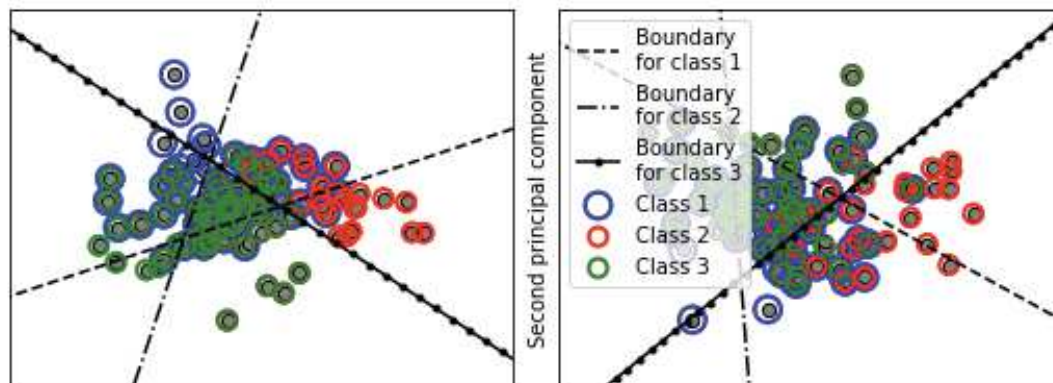 Second principal component
Boundary
for class 1
Boundary
for class 2
Boundary
for class 3
Class 1
Class 2
Class 3